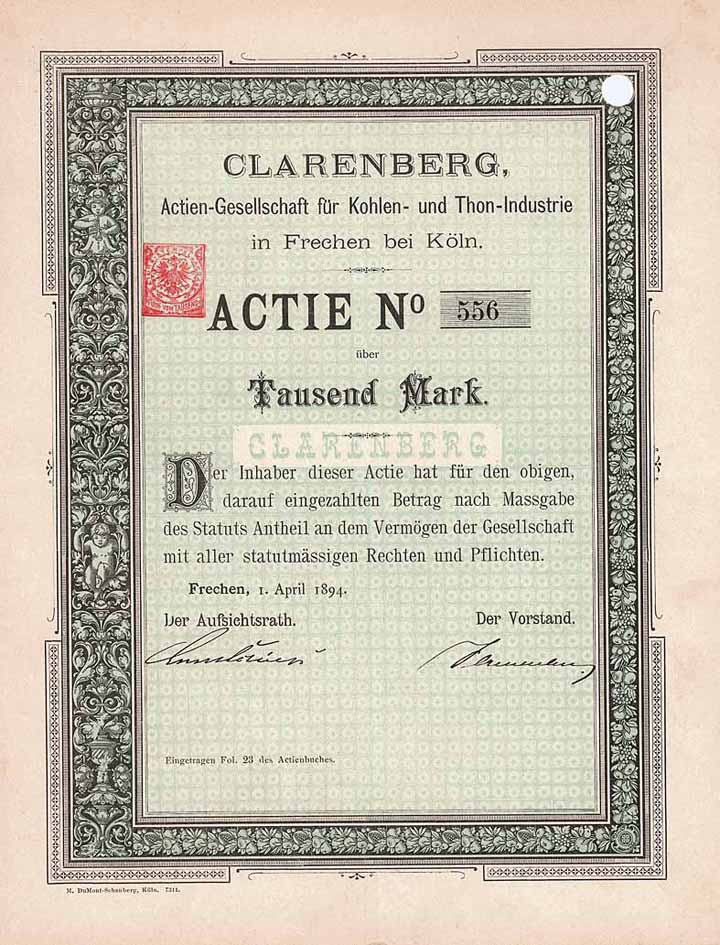 CLARENBERG,
Actien-Gesellschaft für Kohlen- und Thon-Industrie
in Frechen bei Köln.
ACTIE No 556
über
Tausend Mark.
CLARENBERG
Der Inhaber dieser Actie hat für den obigen,
darauf eingezahlten Betrag nach Massgabe
des Statuts Antheil an dem Vermögen der Gesellschaft
mit aller statutmässigen Rechten und Pflichten.
Frechen, 1. April 1894.
Der Aufsichtsrath. Der Vorstand.
Eingetragen Fol. 23 des Actienbuches.
M. DuMont-Schauberg, Köln. 7311.